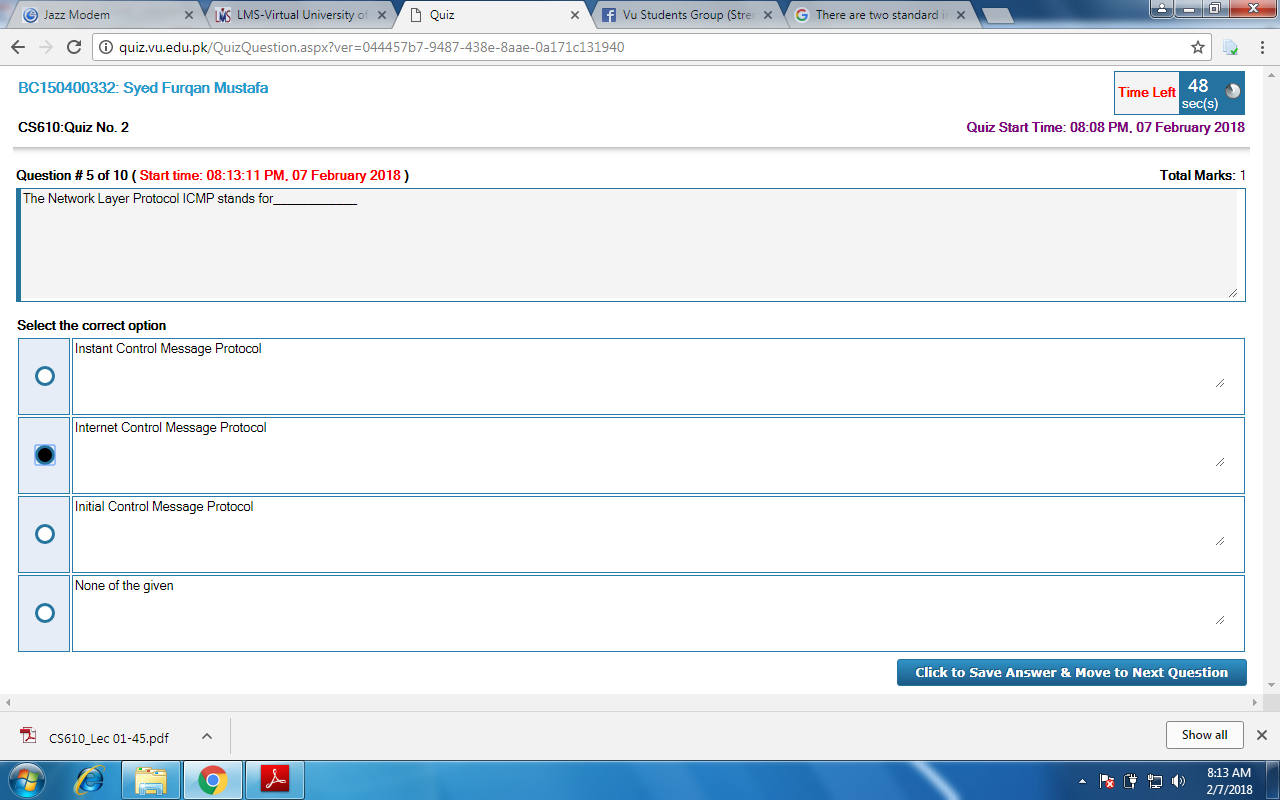 Jazz Modem
LMS-Virtual University of
Quiz
Vu Students Group (Stre
There are two standard i
quiz.vu.edu.pk/QuizQuestion.aspx?ver=044457b7-9487-438e-8aae-0a171c131940
BC150400332: Syed Furqan Mustafa
Time Left 48 sec(s)
CS610:Quiz No. 2
Quiz Start Time: 08:08 PM, 07 February 2018
Question # 5 of 10 ( Start time: 08:13:11 PM, 07 February 2018 )
Total Marks: 1
The Network Layer Protocol ICMP stands for____________
Select the correct option
Instant Control Message Protocol
Internet Control Message Protocol
Initial Control Message Protocol
None of the given
Click to Save Answer & Move to Next Question
CS610_Lec 01-45.pdf
Show all
8:13 AM
2/7/2018